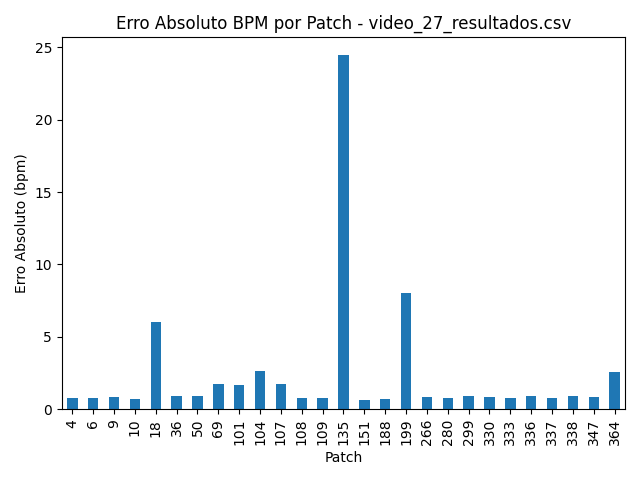 Erro Absoluto BPM por Patch - video_27_resultados.csv
Erro Absoluto (bpm)
25
20
15
10
5
0
4 6 9 10 18 36 50 69 101 104 107 108 109 135 151 188 199 266 280 299 330 333 336 337 338 347 364
Patch